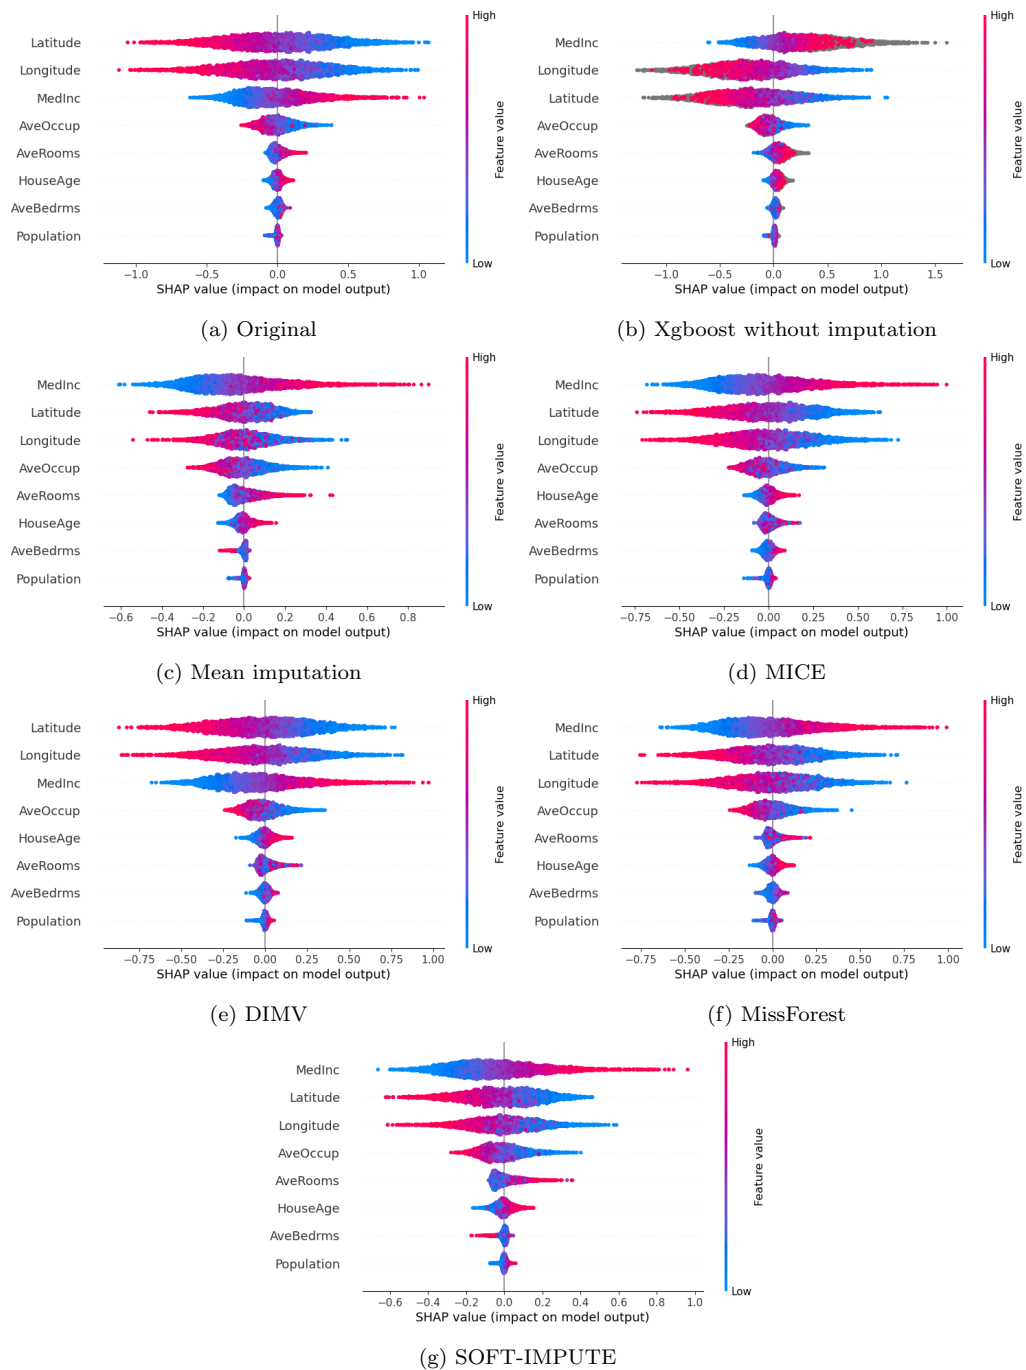 High
Latitude
Longitude
MedInc
AveOccup
AveRooms
HouseAge
AveBedrms
Population
Feature value
Low
−1.0 −0.5 0.0 0.5 1.0
SHAP value (impact on model output)
(a) Original
High
MedInc
Longitude
Latitude
AveOccup
AveRooms
HouseAge
AveBedrms
Population
Feature value
Low
−1.0 −0.5 0.0 0.5 1.0 1.5
SHAP value (impact on model output)
(b) Xgboost without imputation
High
MedInc
Latitude
Longitude
AveOccup
AveRooms
HouseAge
AveBedrms
Population
Feature value
Low
−0.6 −0.4 −0.2 0.0 0.2 0.4 0.6 0.8
SHAP value (impact on model output)
(c) Mean imputation
High
MedInc
Latitude
Longitude
AveOccup
HouseAge
AveRooms
AveBedrms
Population
Feature value
Low
−0.75 −0.50 −0.25 0.00 0.25 0.50 0.75 1.00
SHAP value (impact on model output)
(d) MICE
High
Latitude
Longitude
MedInc
AveOccup
HouseAge
AveRooms
AveBedrms
Population
Feature value
Low
−0.75 −0.50 −0.25 0.00 0.25 0.50 0.75 1.00
SHAP value (impact on model output)
(e) DIMV
High
MedInc
Latitude
Longitude
AveOccup
AveRooms
HouseAge
AveBedrms
Population
Feature value
Low
−0.75 −0.50 −0.25 0.00 0.25 0.50 0.75 1.00
SHAP value (impact on model output)
(f) MissForest
High
MedInc
Latitude
Longitude
AveOccup
AveRooms
HouseAge
AveBedrms
Population
Feature value
Low
−0.6 −0.4 −0.2 0.0 0.2 0.4 0.6 0.8 1.0
SHAP value (impact on model output)
(g) SOFT-IMPUTE